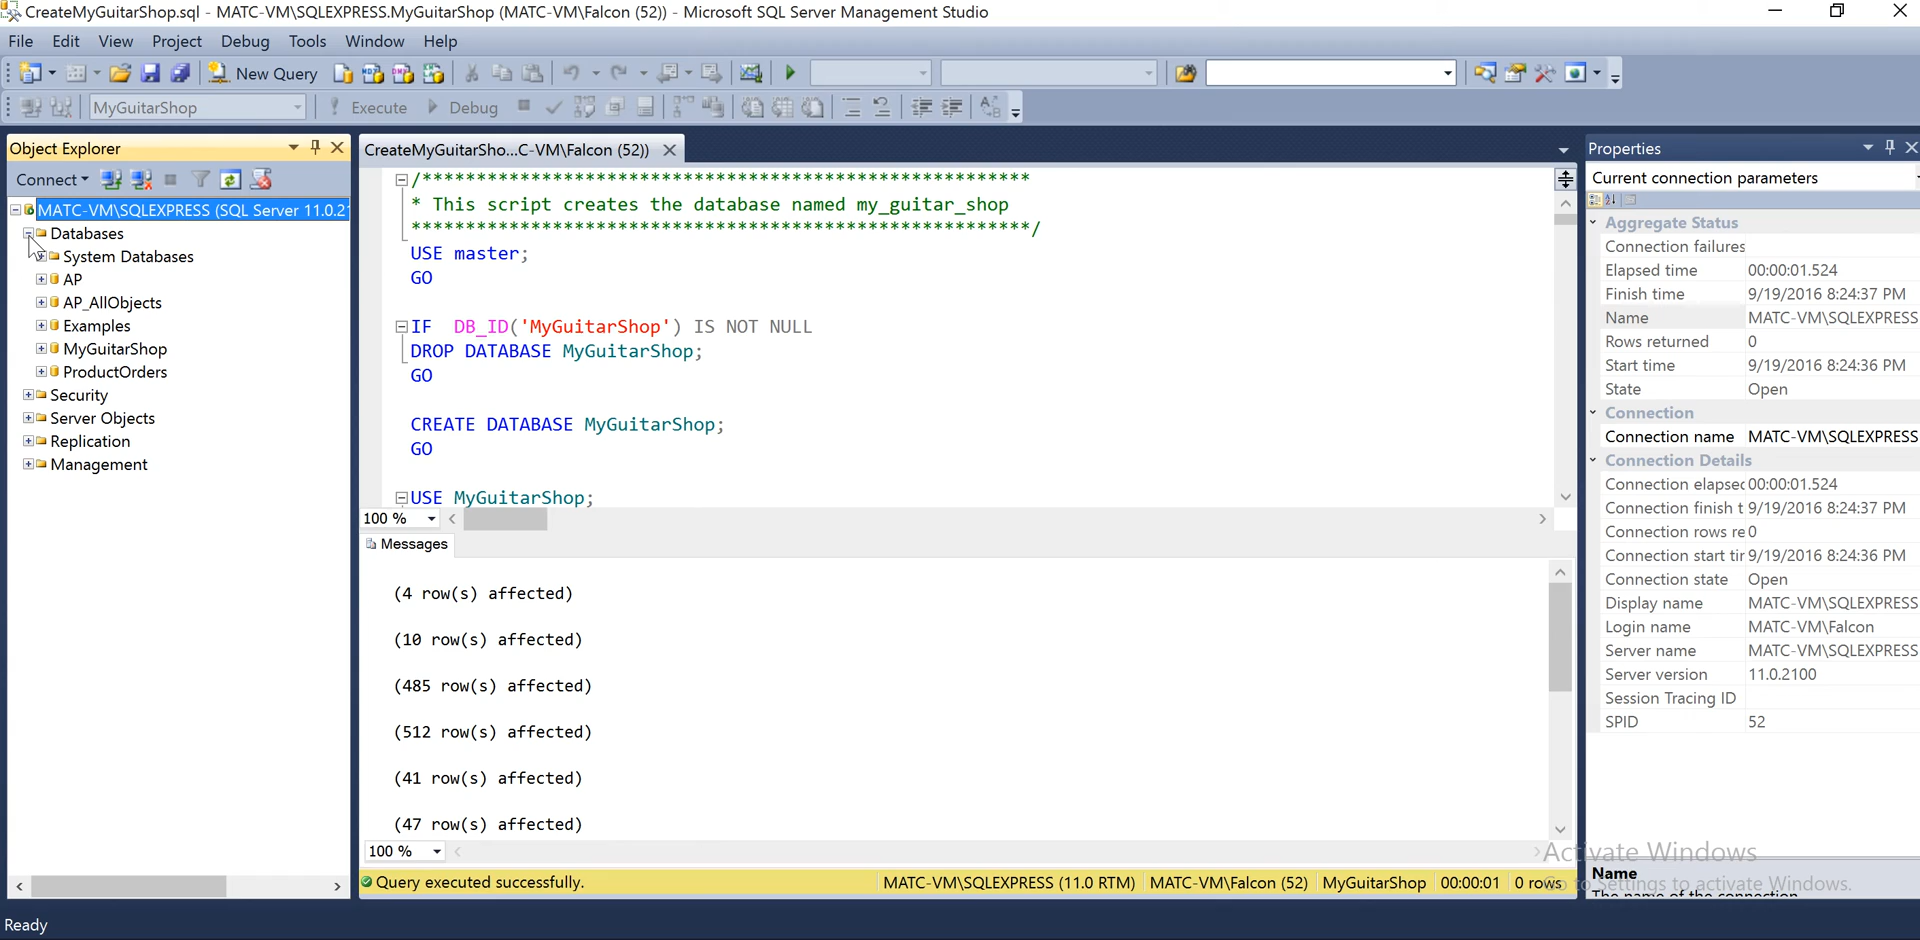 CreateMyGuitarShop.sql - MATC-VM\SQLEXPRESS.MyGuitarShop (MATC-VM\Falcon (52)) - Microsoft SQL Server Management Studio
File Edit View Project Debug Tools Window Help
New Query
MyGuitarShop Execute Debug
Object Explorer
Connect
MATC-VM\SQLEXPRESS (SQL Server 11.0.21
Databases
System Databases
AP
AP_AllObjects
Examples
MyGuitarShop
ProductOrders
Security
Server Objects
Replication
Management
CreateMyGuitarSho...C-VM\Falcon (52))
/*********************************************************
* This script creates the database named my_guitar_shop
**********************************************************/
USE master;
GO
IF DB_ID('MyGuitarShop') IS NOT NULL
DROP DATABASE MyGuitarShop;
GO
CREATE DATABASE MyGuitarShop;
GO
USE MyGuitarShop;
100 %
Messages
(4 row(s) affected)
(10 row(s) affected)
(485 row(s) affected)
(512 row(s) affected)
(41 row(s) affected)
(47 row(s) affected)
100 %
Query executed successfully. MATC-VM\SQLEXPRESS (11.0 RTM) MATC-VM\Falcon (52) MyGuitarShop 00:00:01 0 rows
Properties
Current connection parameters
Aggregate Status
Connection failures
Elapsed time 00:00:01.524
Finish time 9/19/2016 8:24:37 PM
Name MATC-VM\SQLEXPRESS
Rows returned 0
Start time 9/19/2016 8:24:36 PM
State Open
Connection
Connection name MATC-VM\SQLEXPRESS
Connection Details
Connection elapsec 00:00:01.524
Connection finish t 9/19/2016 8:24:37 PM
Connection rows re 0
Connection start tir 9/19/2016 8:24:36 PM
Connection state Open
Display name MATC-VM\SQLEXPRESS
Login name MATC-VM\Falcon
Server name MATC-VM\SQLEXPRESS
Server version 11.0.2100
Session Tracing ID
SPID 52
Activate Windows
Name
Go to Settings to activate Windows.
The name of the connection
Ready